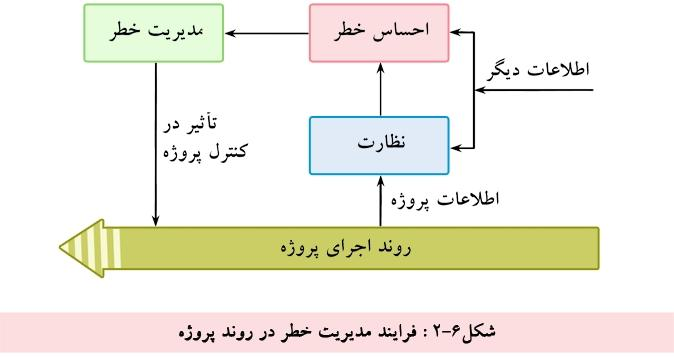 احساس خطر
مدیریت خطر
اطلاعات دیگر
تأثیر در
کنترل پروژه
نظارت
اطلاعات پروژه
روند اجرای پروژه
شکل۶-۲ : فرایند مدیریت خطر در روند پروژه